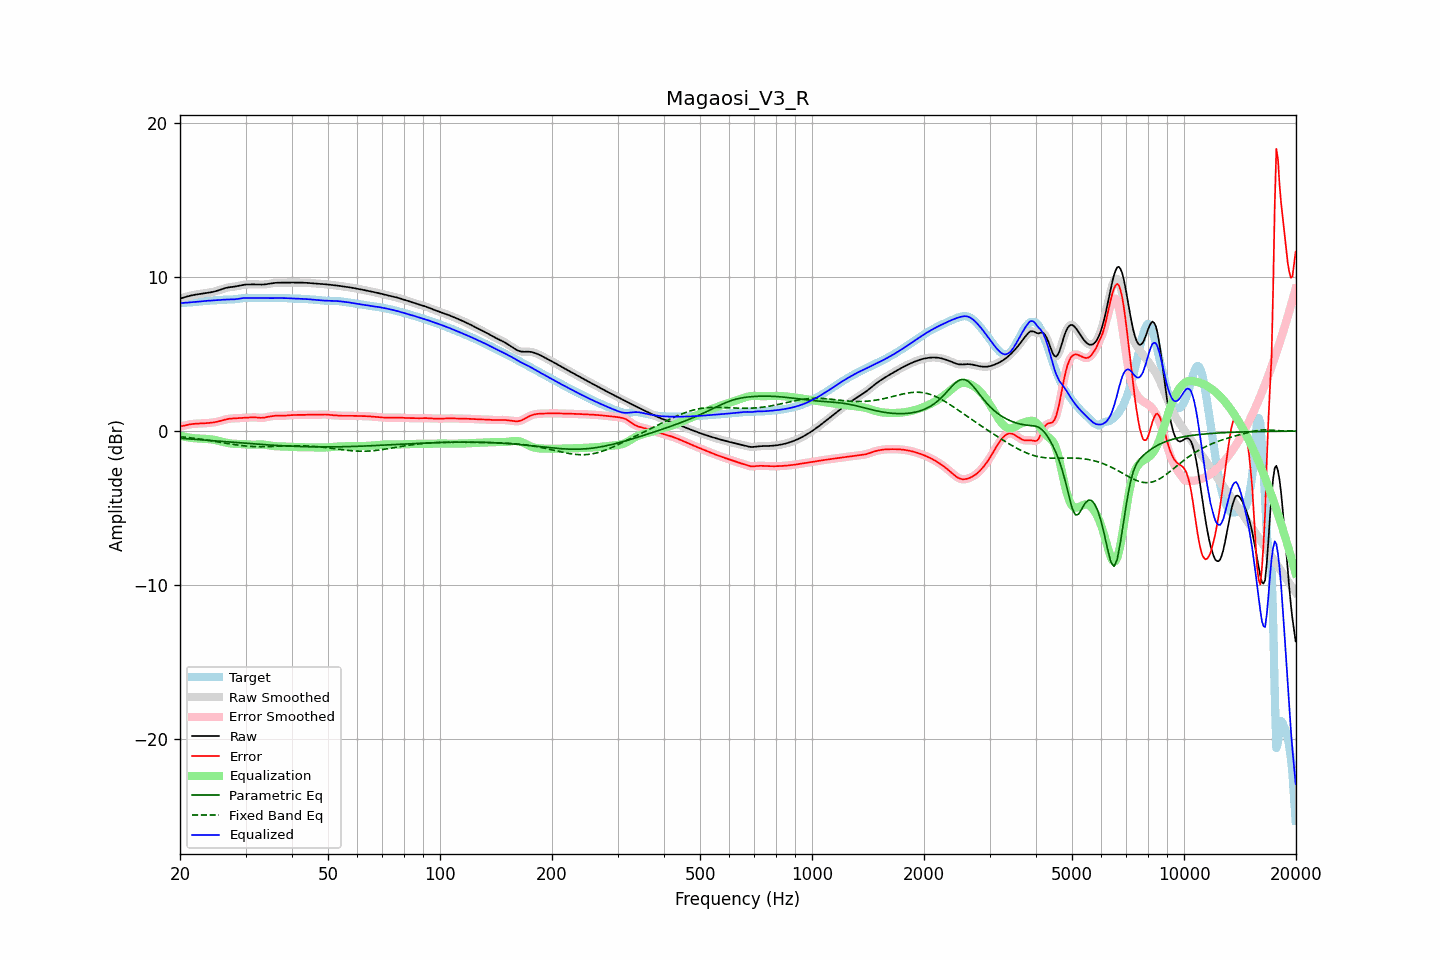 Magaosi_V3_R
Amplitude (dBr)
20
10
0
−10
−20
Target
Raw Smoothed
Error Smoothed
Raw
Error
Equalization
Parametric Eq
Fixed Band Eq
Equalized
20 50 100 200 500 1000 2000 5000 10000 20000
Frequency (Hz)